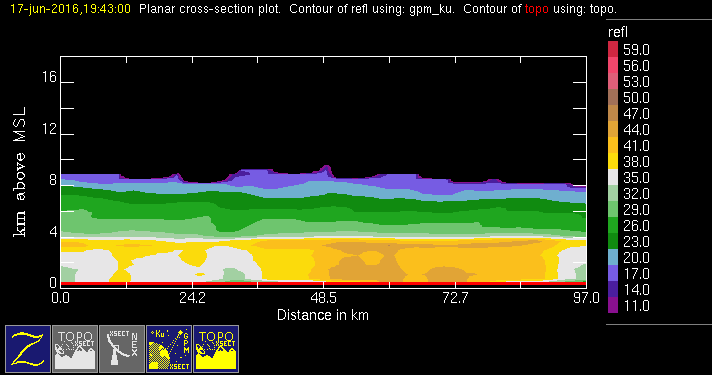 17-jun-2016,19:43:00 Planar cross-section plot. Contour of refl using: gpm_ku. Contour of topo using: topo.
refl
59.0
56.0
53.0
50.0
47.0
44.0
41.0
38.0
35.0
32.0
29.0
26.0
23.0
20.0
17.0
14.0
11.0
km above MSL
16
12
8
4
0
0.0 24.2 48.5 72.7 97.0
Distance in km
Z
TOPO XSECT
XSECT XM2
Ku GPM XSECT
TOPO XSECT